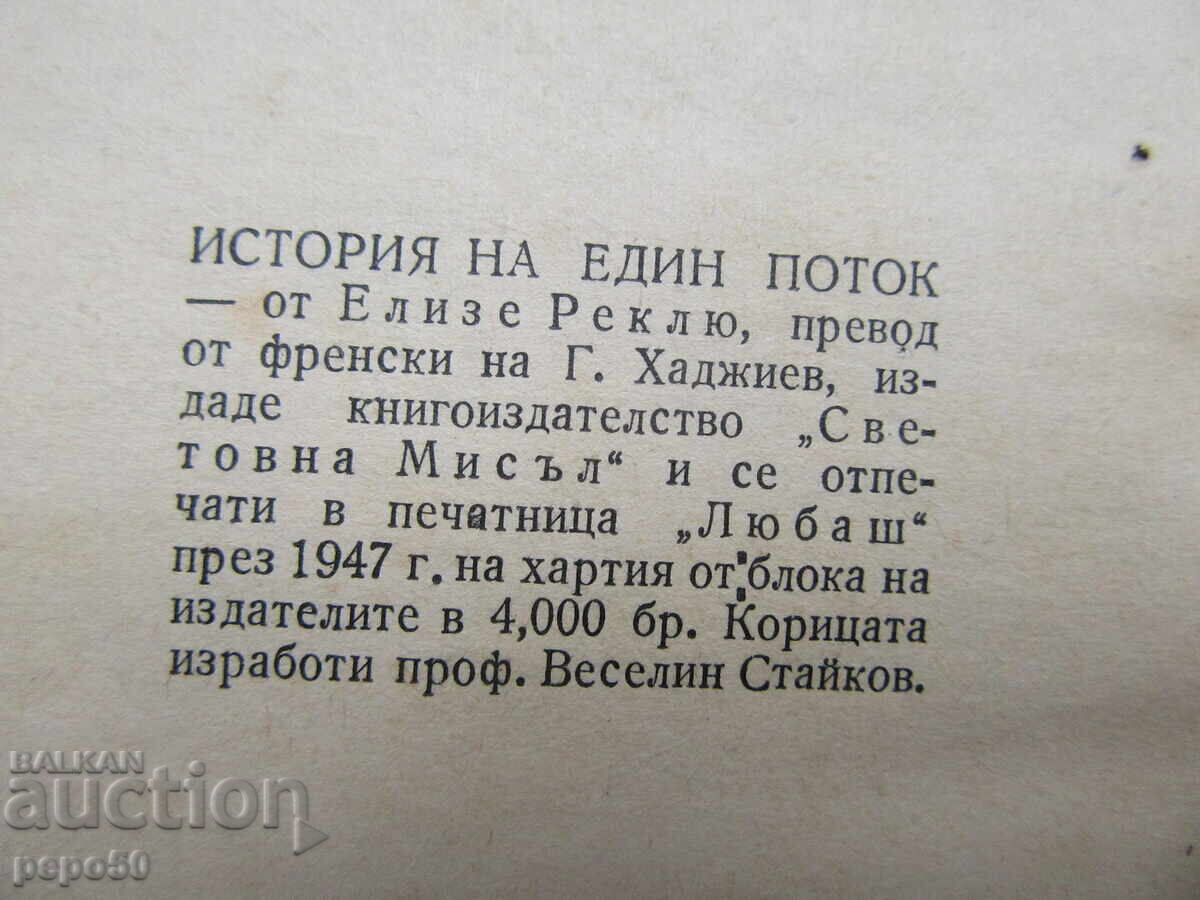 ИСТОРИЯ НА ЕДИН ПОТОК
— от Елизе Реклю, превод
от френски на Г. Хаджиев, из-
даде книгоиздателство „Све-
товна Мисъл“ и се отпе-
чати в печатница „Любаш“
през 1947 г. на хартия от блока на
издателите в 4,000 бр. Корицата
изработи проф. Веселин Стайков.
BALKAN
auction
pepo50